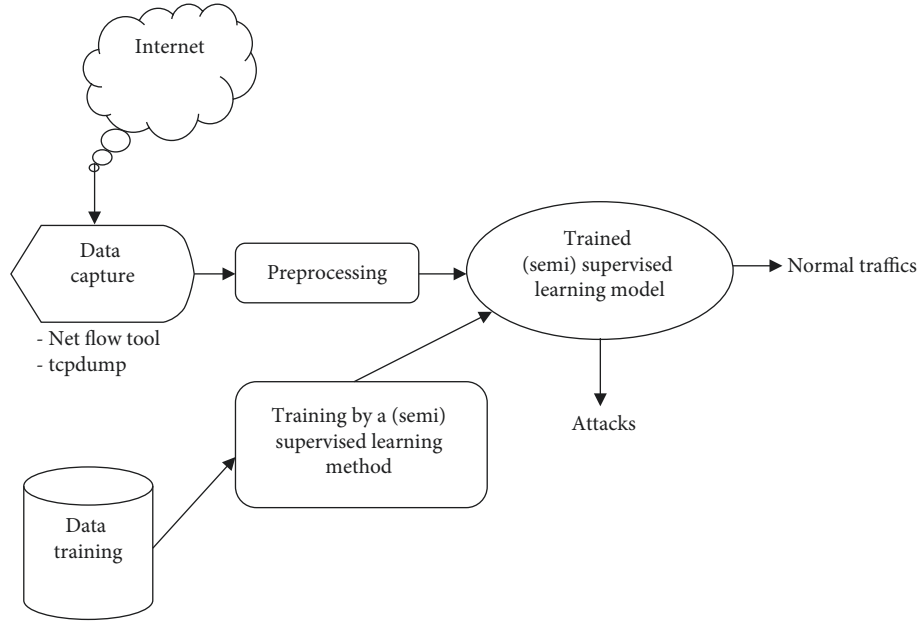 Internet
Data
capture
- Net flow tool
- tcpdump
Preprocessing
Trained
(semi) supervised
learning model
Normal traffics
Attacks
Training by a (semi)
supervised learning
method
Data
training